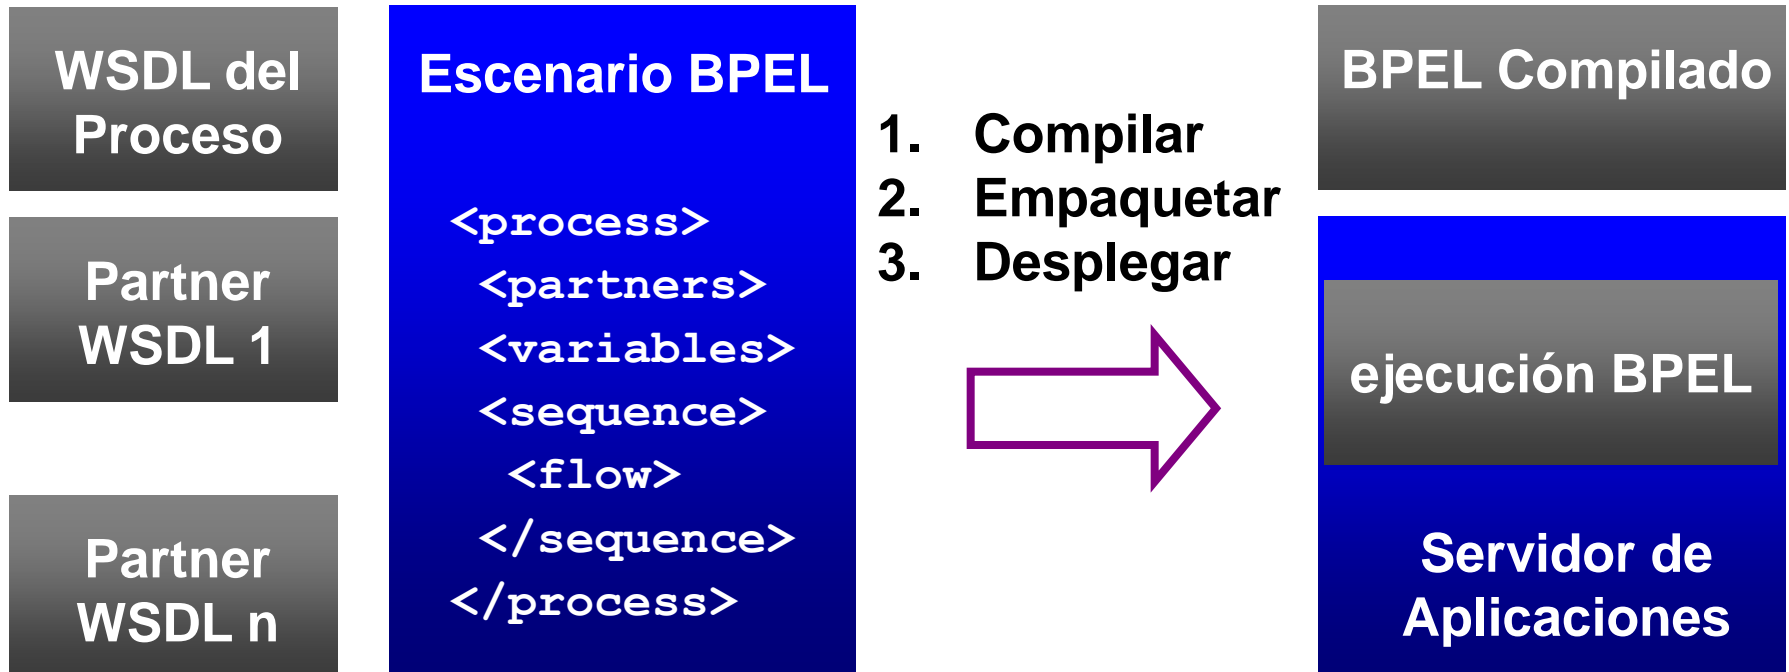 WSDL del
Proceso
Partner
WSDL 1
Partner
WSDL n
Escenario BPEL
<process>
<partners>
<variables>
<sequence>
<flow>
</sequence>
</process>
1. Compilar
2. Empaquetar
3. Desplegar
BPEL Compilado
ejecución BPEL
Servidor de
Aplicaciones